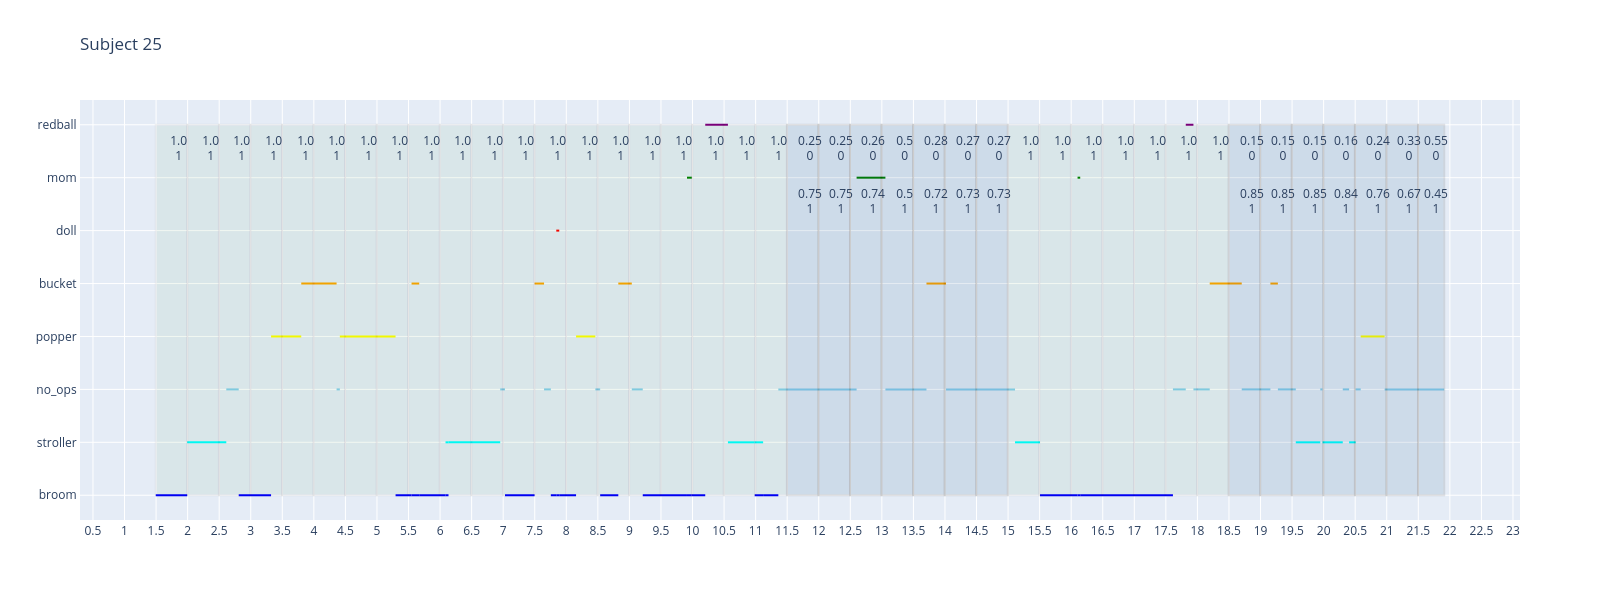 Subject 25
redball
1.0 1.0 1.0 1.0 1.0 1.0 1.0 1.0 1.0 1.0 1.0 1.0 1.0 1.0 1.0 1.0 1.0 1.0 1.0 1.0 0.25 0.25 0.26 0.5 0.28 0.27 0.27 1.0 1.0 1.0 1.0 1.0 1.0 1.0 0.15 0.15 0.15 0.16 0.24 0.33 0.55
1 1 1 1 1 1 1 1 1 1 1 1 1 1 1 1 1 1 1 1 0 0 0 0 0 0 0 1 1 1 1 1 1 1 0 0 0 0 0 0 0
mom
0.75 0.75 0.74 0.5 0.72 0.73 0.73 0.85 0.85 0.85 0.84 0.76 0.67 0.45
1 1 1 1 1 1 1 1 1 1 1 1 1 1
doll
bucket
popper
no_ops
stroller
broom
0.5 1 1.5 2 2.5 3 3.5 4 4.5 5 5.5 6 6.5 7 7.5 8 8.5 9 9.5 10 10.5 11 11.5 12 12.5 13 13.5 14 14.5 15 15.5 16 16.5 17 17.5 18 18.5 19 19.5 20 20.5 21 21.5 22 22.5 23